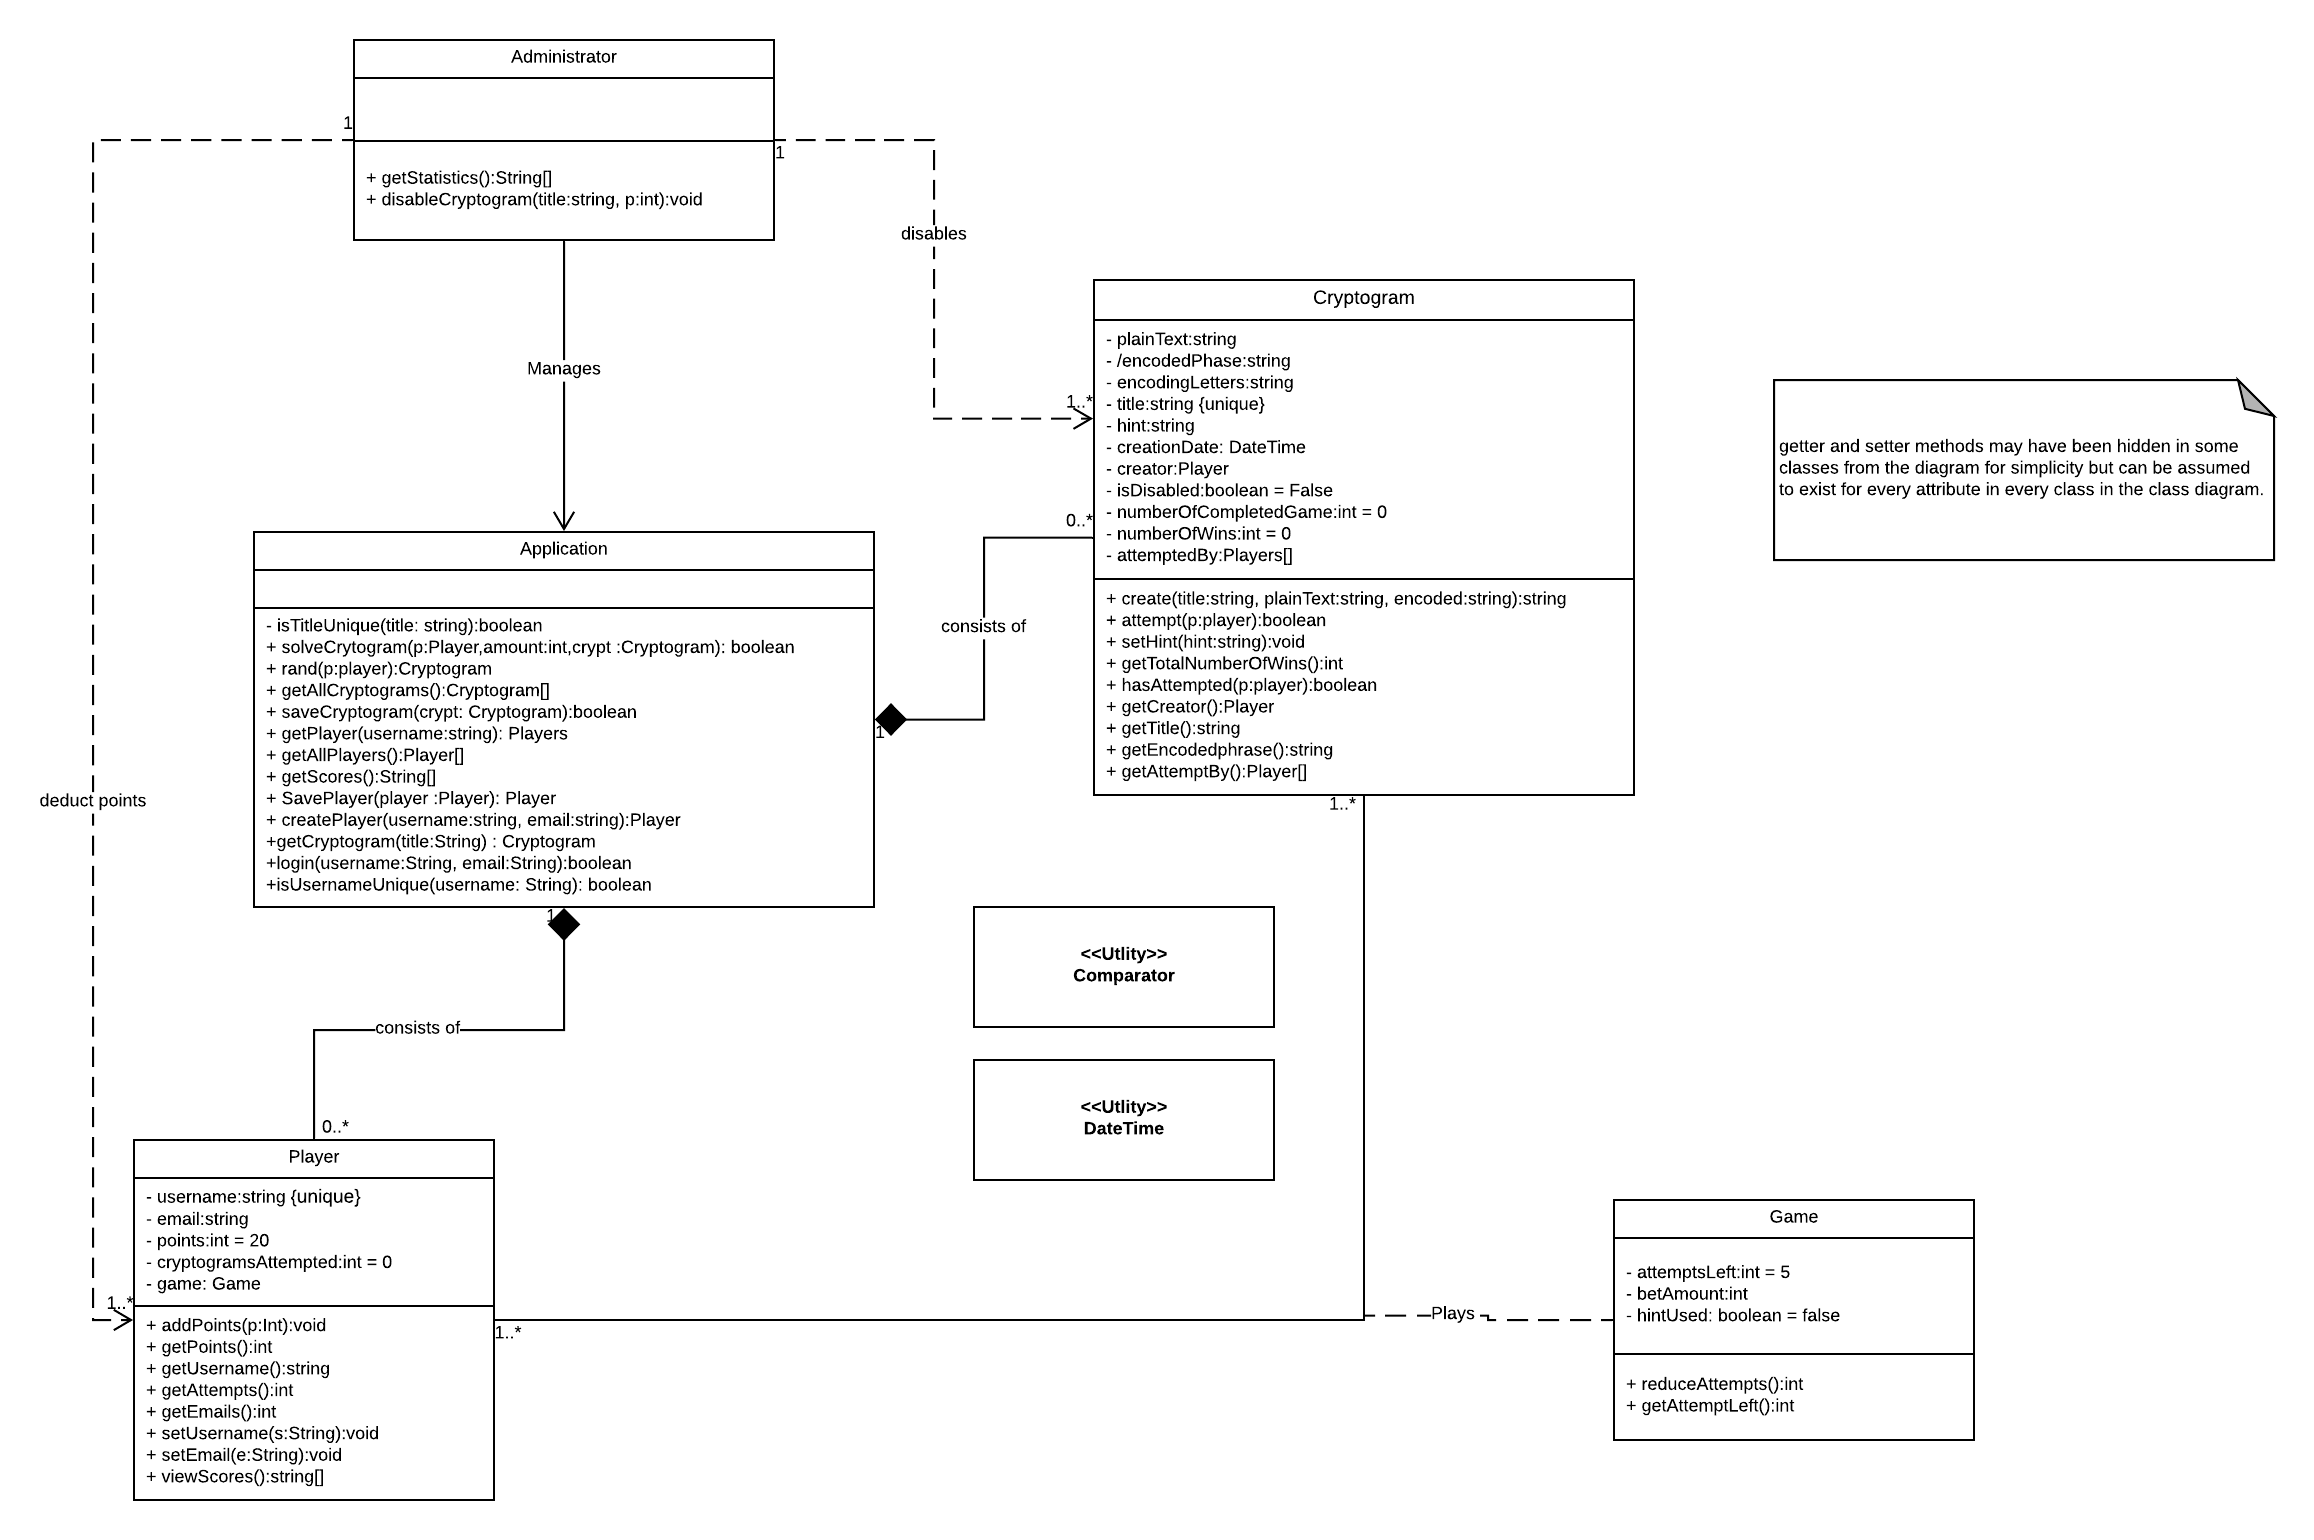 Administrator
1
1
+ getStatistics():String[]
+ disableCryptogram(title:string, p:int):void
disables
Manages
Cryptogram
- plainText:string
- /encodedPhase:string
- encodingLetters:string
- title:string {unique}
- hint:string
- creationDate: DateTime
- creator:Player
- isDisabled:boolean = False
- numberOfCompletedGame:int = 0
- numberOfWins:int = 0
- attemptedBy:Players[]
+ create(title:string, plainText:string, encoded:string):string
+ attempt(p:player):boolean
+ setHint(hint:string):void
+ getTotalNumberOfWins():int
+ hasAttempted(p:player):boolean
+ getCreator():Player
+ getTitle():string
+ getEncodedphrase():string
+ getAttemptBy():Player[]
1..*
0..*
1..*
getter and setter methods may have been hidden in some
classes from the diagram for simplicity but can be assumed
to exist for every attribute in every class in the class diagram.
Application
- isTitleUnique(title: string):boolean
+ solveCrytogram(p:Player,amount:int,crypt :Cryptogram): boolean
+ rand(p:player):Cryptogram
+ getAllCryptograms():Cryptogram[]
+ saveCryptogram(crypt: Cryptogram):boolean
+ getPlayer(username:string): Players
+ getAllPlayers():Player[]
+ getScores():String[]
+ SavePlayer(player :Player): Player
+ createPlayer(username:string, email:string):Player
+getCryptogram(title:String) : Cryptogram
+login(username:String, email:String):boolean
+isUsernameUnique(username: String): boolean
consists of
1
1
deduct points
<<Utlity>>
Comparator
<<Utlity>>
DateTime
consists of
0..*
Player
- username:string {unique}
- email:string
- points:int = 20
- cryptogramsAttempted:int = 0
- game: Game
+ addPoints(p:Int):void
+ getPoints():int
+ getUsername():string
+ getAttempts():int
+ getEmails():int
+ setUsername(s:String):void
+ setEmail(e:String):void
+ viewScores():string[]
1..*
1..*
Plays
Game
- attemptsLeft:int = 5
- betAmount:int
- hintUsed: boolean = false
+ reduceAttempts():int
+ getAttemptLeft():int